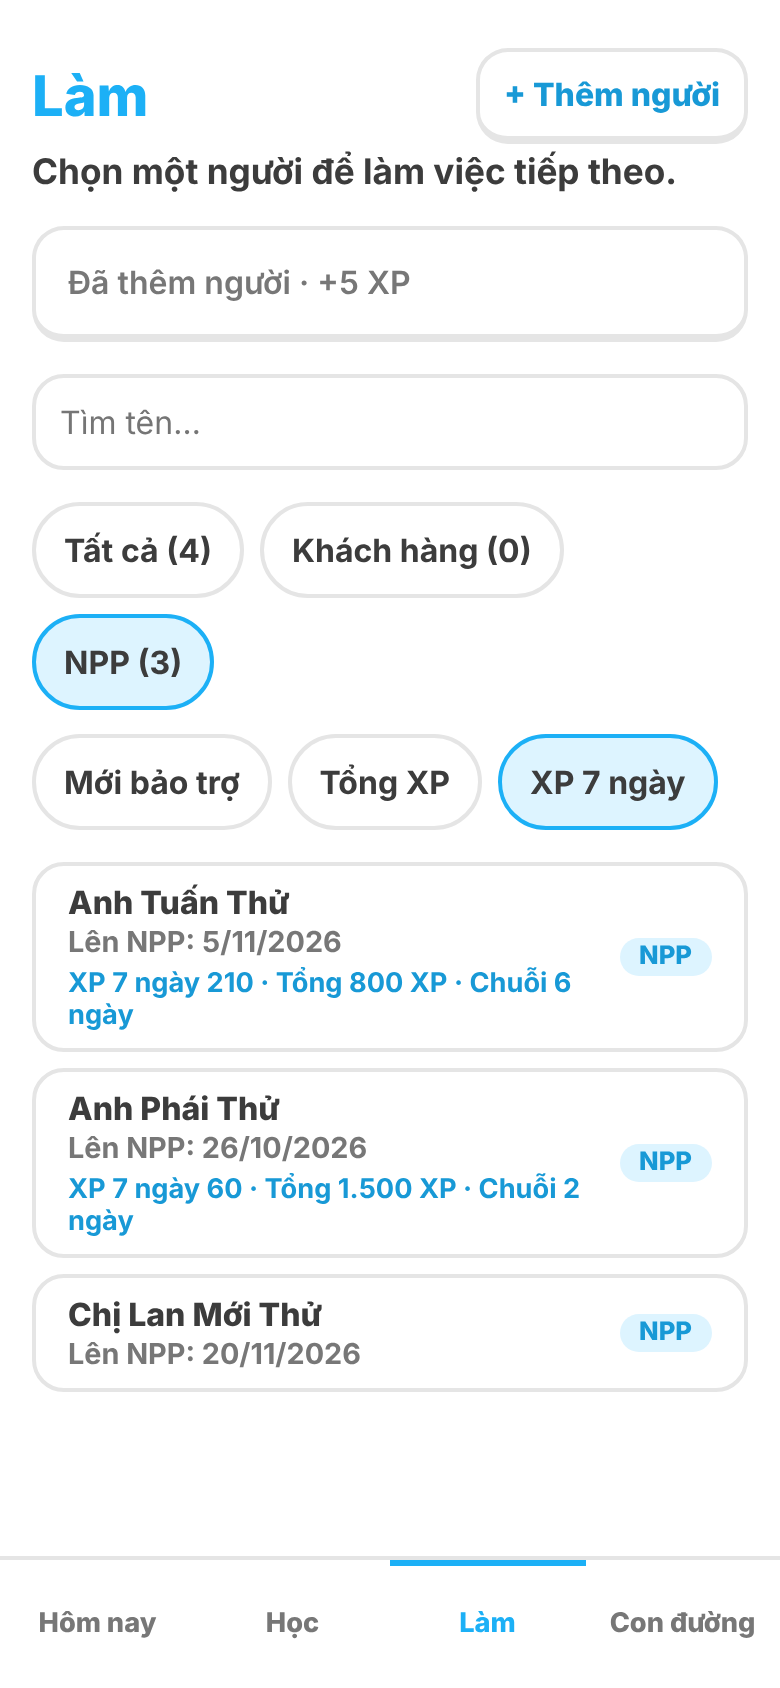 Làm
+ Thêm người
Chọn một người để làm việc tiếp theo.
Đã thêm người · +5 XP
Tìm tên...
Tất cả (4)
Khách hàng (0)
NPP (3)
Mới bảo trợ
Tổng XP
XP 7 ngày
Anh Tuấn Thử
Lên NPP: 5/11/2026
XP 7 ngày 210 · Tổng 800 XP · Chuỗi 6
ngày
NPP
Anh Phái Thử
Lên NPP: 26/10/2026
XP 7 ngày 60 · Tổng 1.500 XP · Chuỗi 2
ngày
NPP
Chị Lan Mới Thử
Lên NPP: 20/11/2026
NPP
Hôm nay
Học
Làm
Con đường